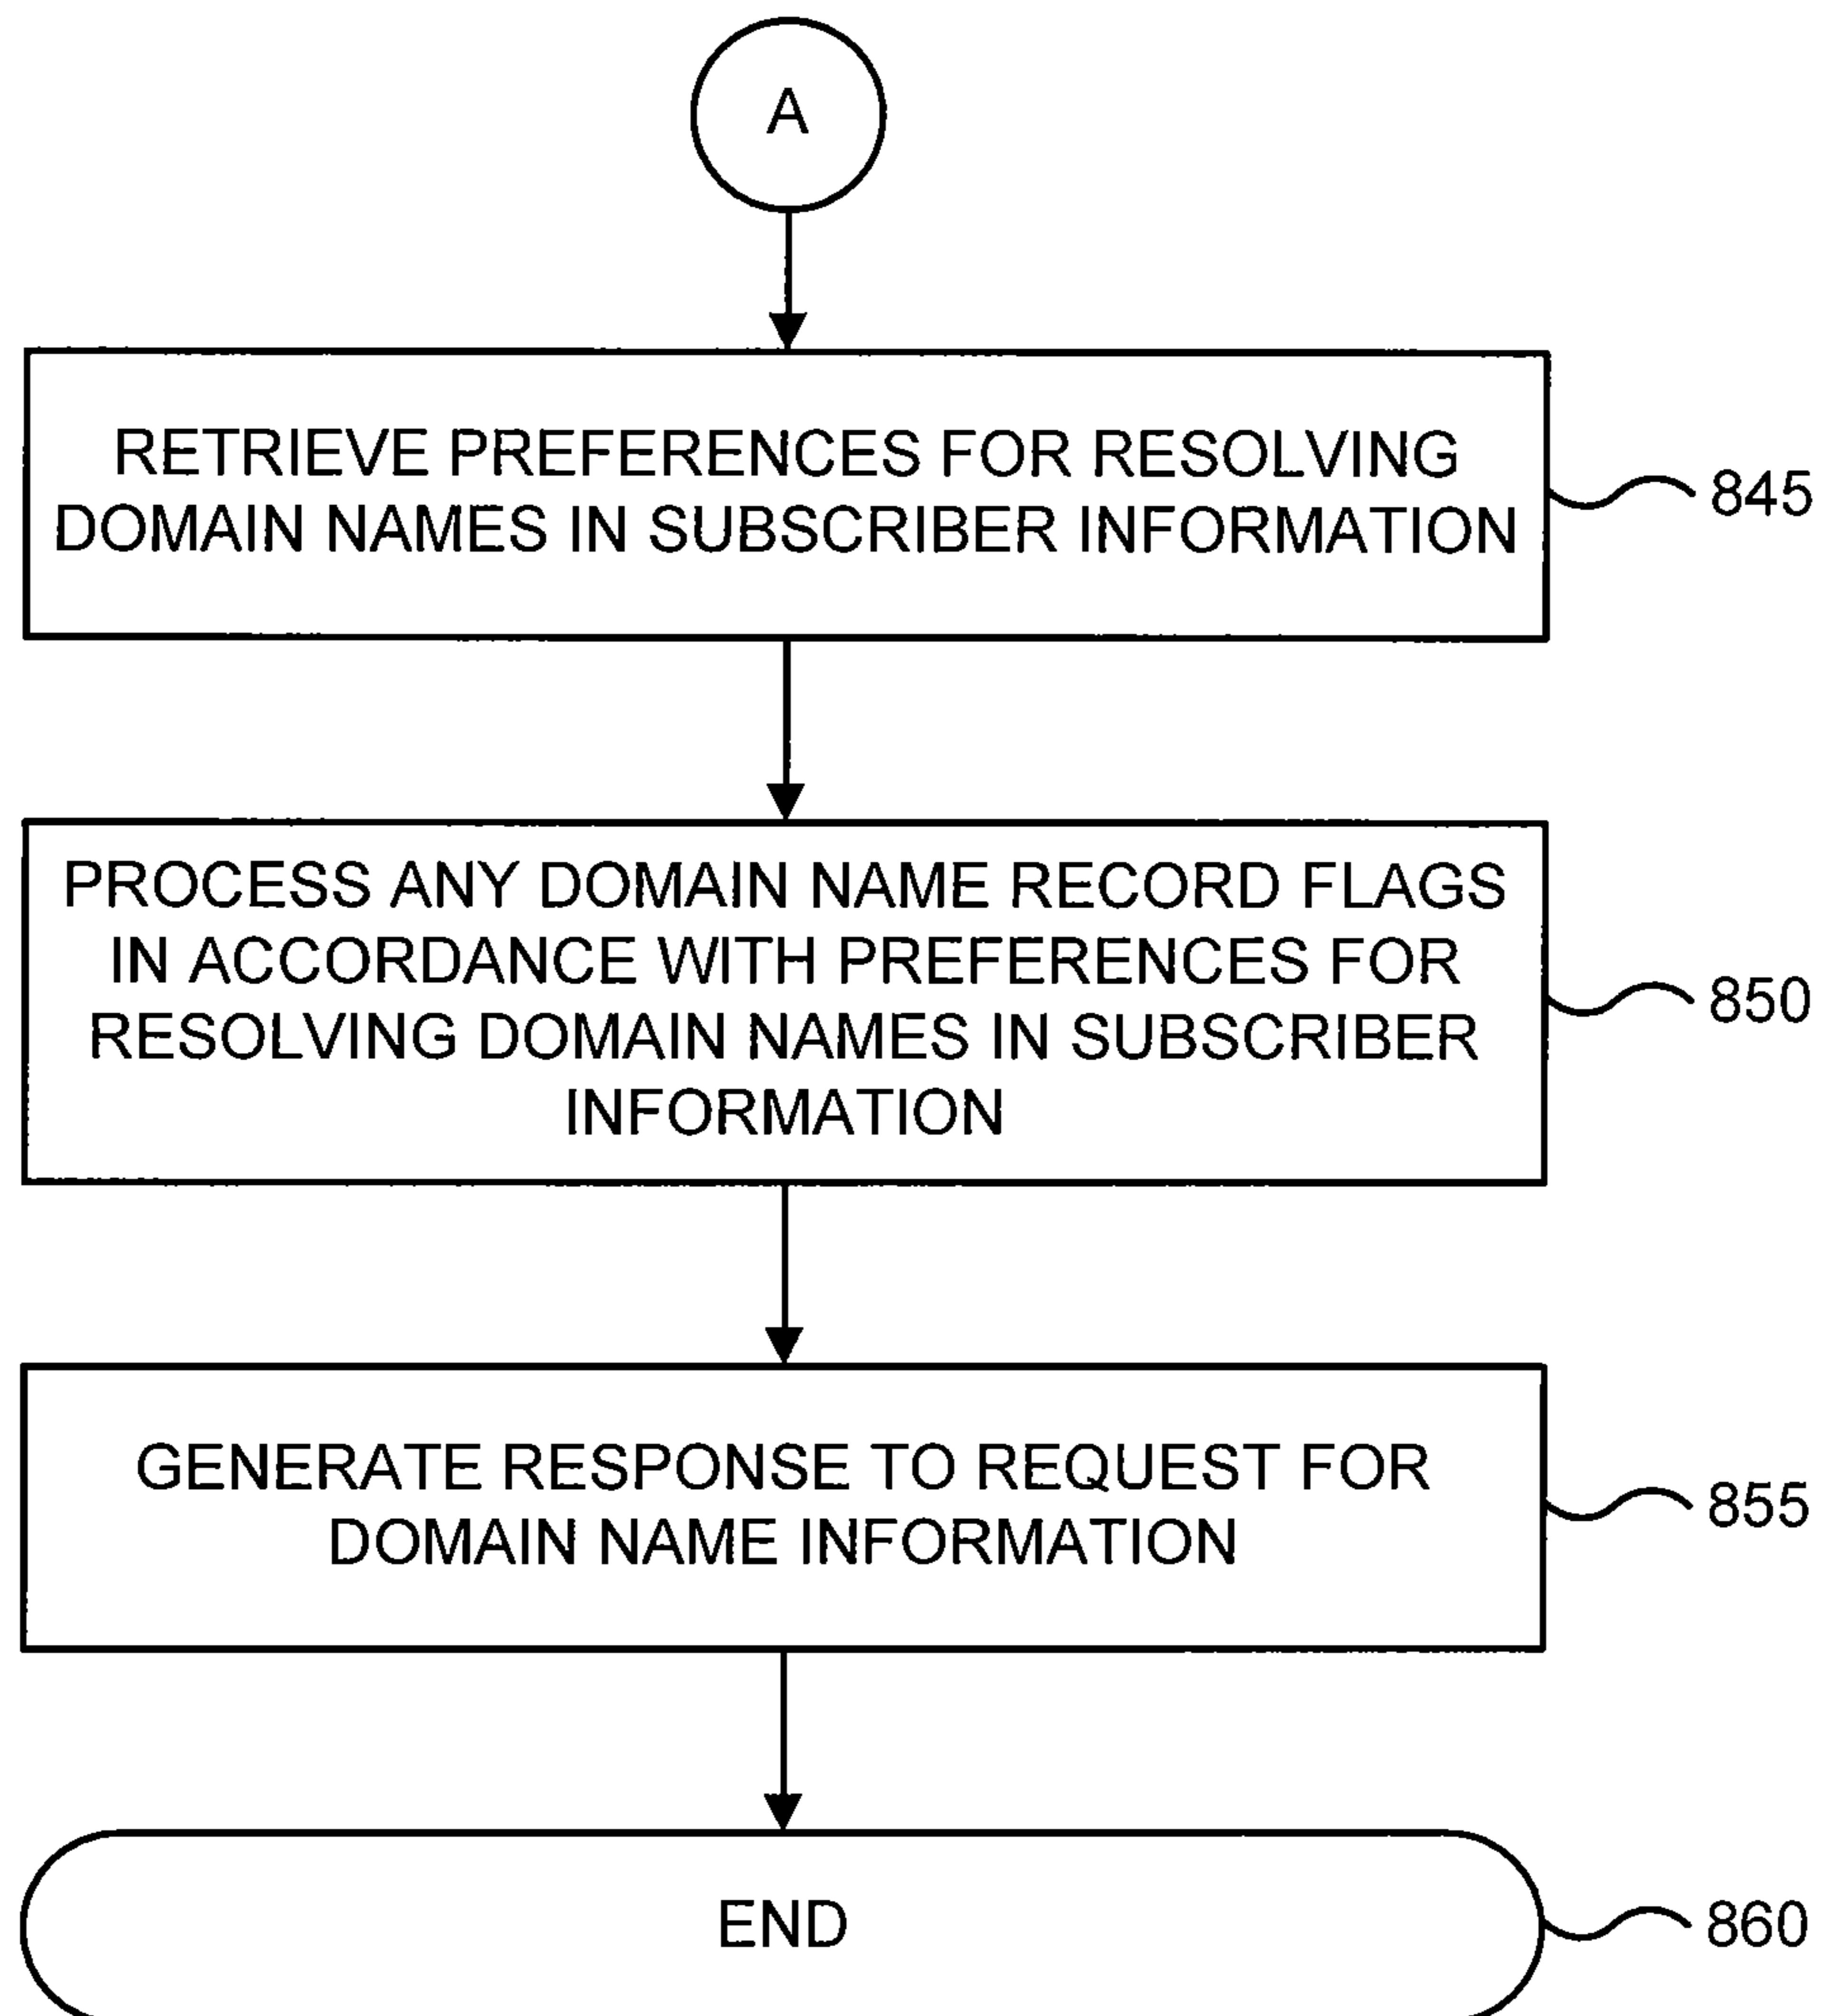 A
RETRIEVE PREFERENCES FOR RESOLVING
DOMAIN NAMES IN SUBSCRIBER INFORMATION
845
PROCESS ANY DOMAIN NAME RECORD FLAGS
IN ACCORDANCE WITH PREFERENCES FOR
RESOLVING DOMAIN NAMES IN SUBSCRIBER
INFORMATION
850
GENERATE RESPONSE TO REQUEST FOR
DOMAIN NAME INFORMATION
855
END
860